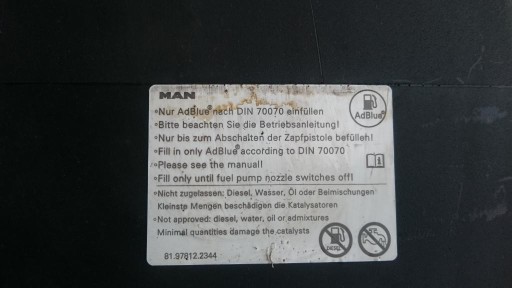 MAN
•Nur AdBlue® nach DIN 70070 einfüllen
•Bitte beachten Sie die Betriebsanleitung!
•Nur bis zum Abschalten der Zapfpistole befüllen!
•Fill in only AdBlue® according to DIN 70070
•Please see the manual!
•Fill only until fuel pump nozzle switches off!
AdBlue®
•Nicht zugelassen: Diesel, Wasser, Öl oder Beimischungen
Kleinste Mengen beschädigen die Katalysatoren
•Not approved: diesel, water, oil or admixtures
Minimal quantities damage the catalysts
DIESEL
81.97812.2344